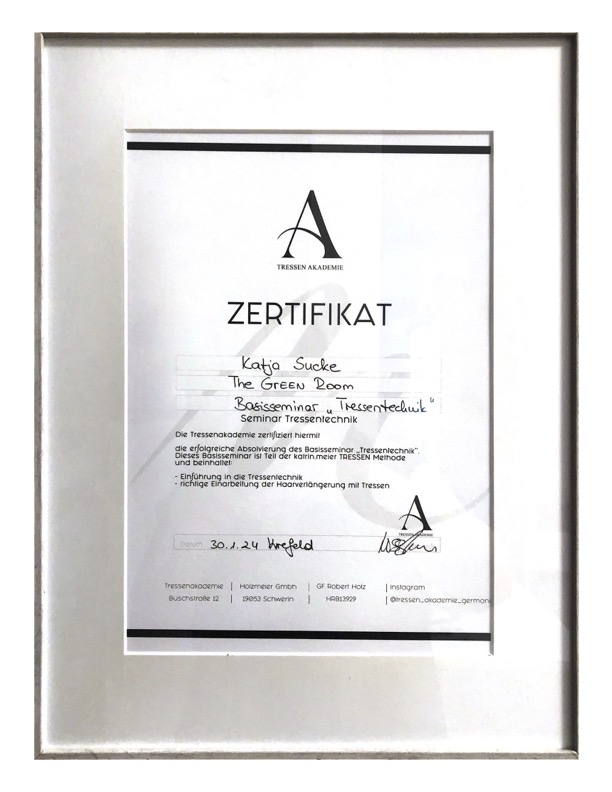 A
TRESSEN AKADEMIE
ZERTIFIKAT
Katja Sucke
The GREEN ROOM
Basisseminar „Tressentechnik"
Seminar Tressentechnik
Die Tressenakademie zertifiziert hiermit
die erfolgreiche Absolvierung des Basisseminar „Tressentechnik".
Dieses Basisseminar ist Teil der katrin.meier TRESSEN Methode
und beinhaltet:
- Einführung in die Tressentechnik
- richtige Einarbeitung der Haarverlängerung mit Tressen
A
TRESSEN AKADEMIE
Datum 30.1.24 Krefeld
Tressenakademie | Holzmeier Gmbh | GF Robert Holz | Instagram
Buschstraße 12 | 19053 Schwerin | HRB13929 | @tressen_akademie_german